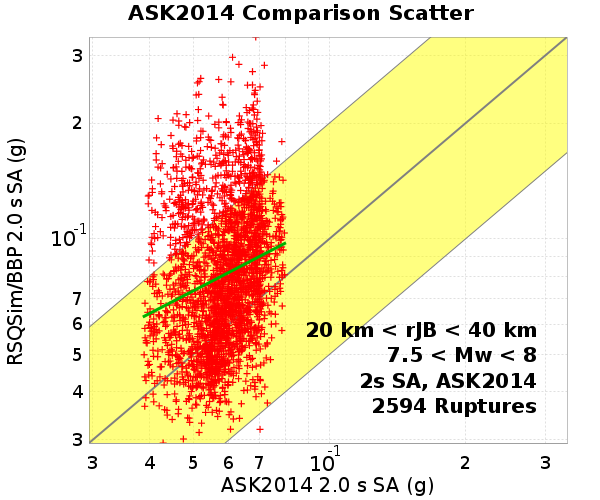 ASK2014 Comparison Scatter
RSQSim/BBP 2.0 s SA (g)
3
2
10-1
7
6
5
4
3
20 km < rJB < 40 km
7.5 < Mw < 8
2s SA, ASK2014
2594 Ruptures
3 4 5 6 7 10-1 2 3
ASK2014 2.0 s SA (g)